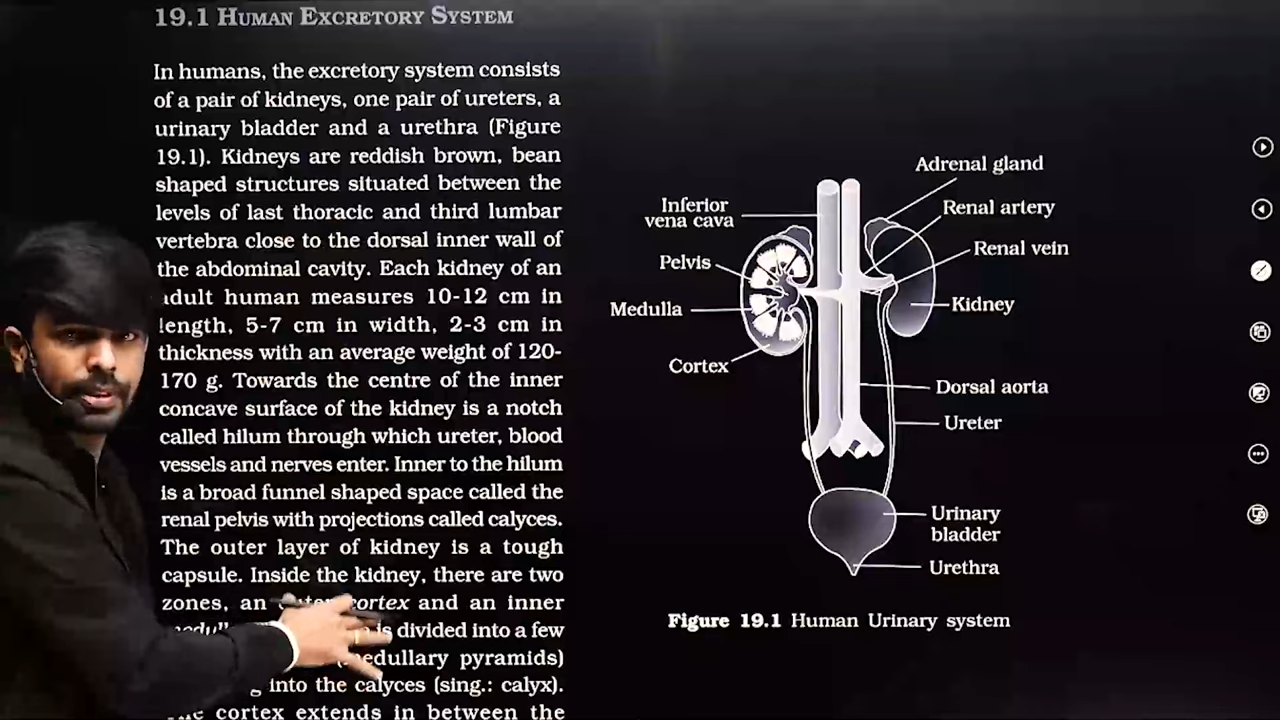 19.1 HUMAN EXCRETORY SYSTEM
In humans, the excretory system consists
of a pair of kidneys, one pair of ureters, a
urinary bladder and a urethra (Figure
19.1). Kidneys are reddish brown, bean
shaped structures situated between the
levels of last thoracic and third lumbar
vertebra close to the dorsal inner wall of
the abdominal cavity. Each kidney of an
adult human measures 10-12 cm in
length, 5-7 cm in width, 2-3 cm in
thickness with an average weight of 120-
170 g. Towards the centre of the inner
concave surface of the kidney is a notch
called hilum through which ureter, blood
vessels and nerves enter. Inner to the hilum
is a broad funnel shaped space called the
renal pelvis with projections called calyces.
The outer layer of kidney is a tough
capsule. Inside the kidney, there are two
zones, an outer cortex and an inner
is divided into a few
(medullary pyramids)
into the calyces (sing.: calyx).
cortex extends in between the
Adrenal gland
Inferior
vena cava
Renal artery
Renal vein
Pelvis
Medulla
Kidney
Cortex
Dorsal aorta
Ureter
Urinary
bladder
Urethra
Figure 19.1 Human Urinary system